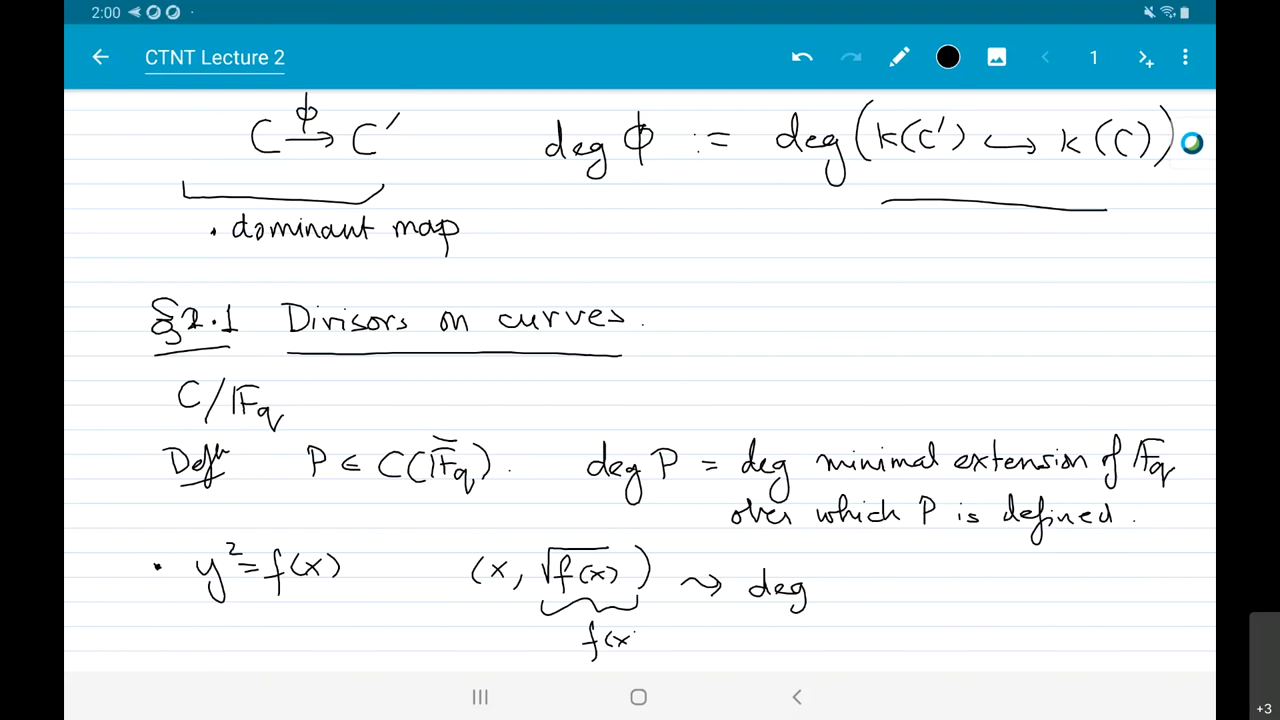 2:00
CTNT Lecture 2
1
C →^ϕ C′ deg ϕ := deg(k(C′) ↪ k(C))
· dominant map
§2.1 Divisors on curves.
C/𝔽q
Defn P ∈ C(𝔽̄q). deg P = deg minimal extension of 𝔽q
over which P is defined.
· y² = f(x) (x, √f(x)) ⇝ deg
f(x
+3